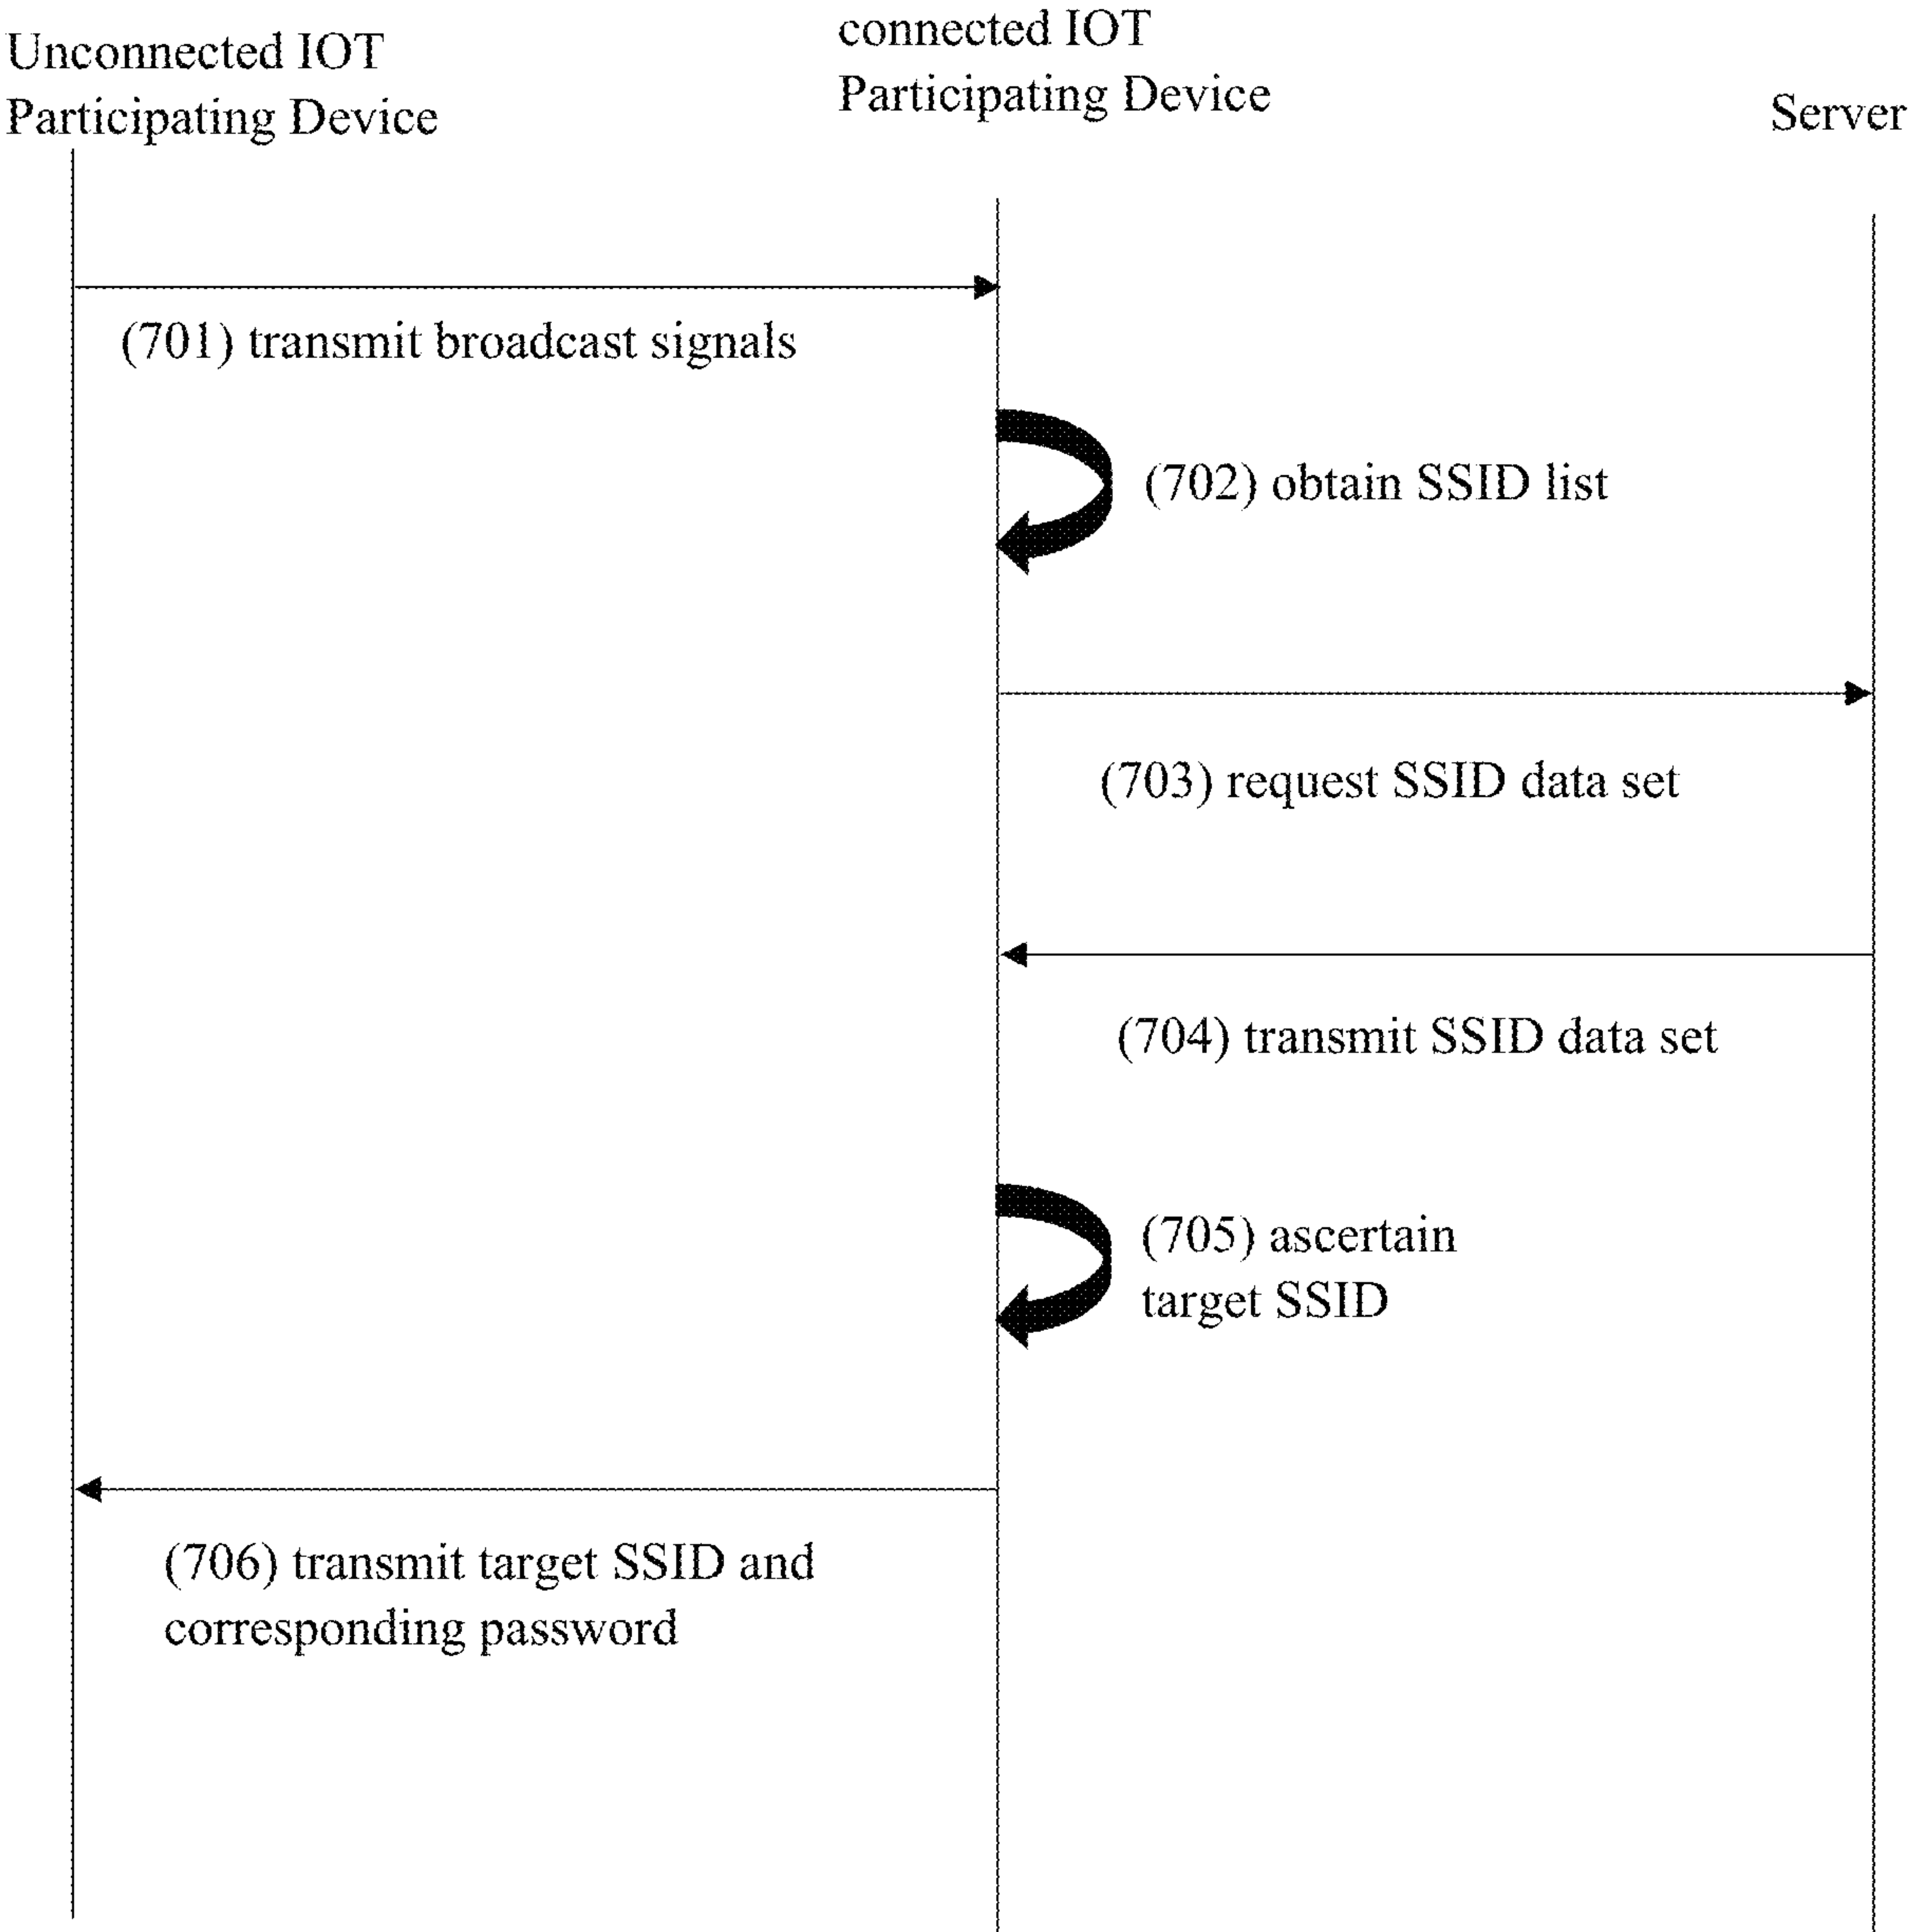 Unconnected IOT
Participating Device
connected IOT
Participating Device
Server
(701) transmit broadcast signals
(702) obtain SSID list
(703) request SSID data set
(704) transmit SSID data set
(705) ascertain
target SSID
(706) transmit target SSID and
corresponding password